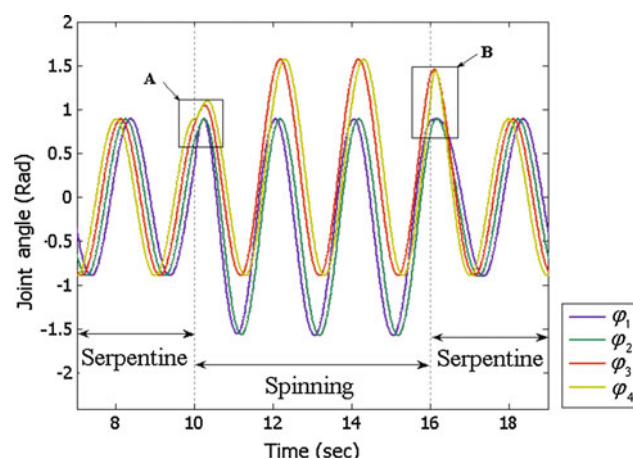 2
1.5
1
0.5
0
-0.5
-1
-1.5
-2
Joint angle (Rad)
A
B
Serpentine
Spinning
Serpentine
8
10
12
14
16
18
Time (sec)
φ1
φ2
φ3
φ4